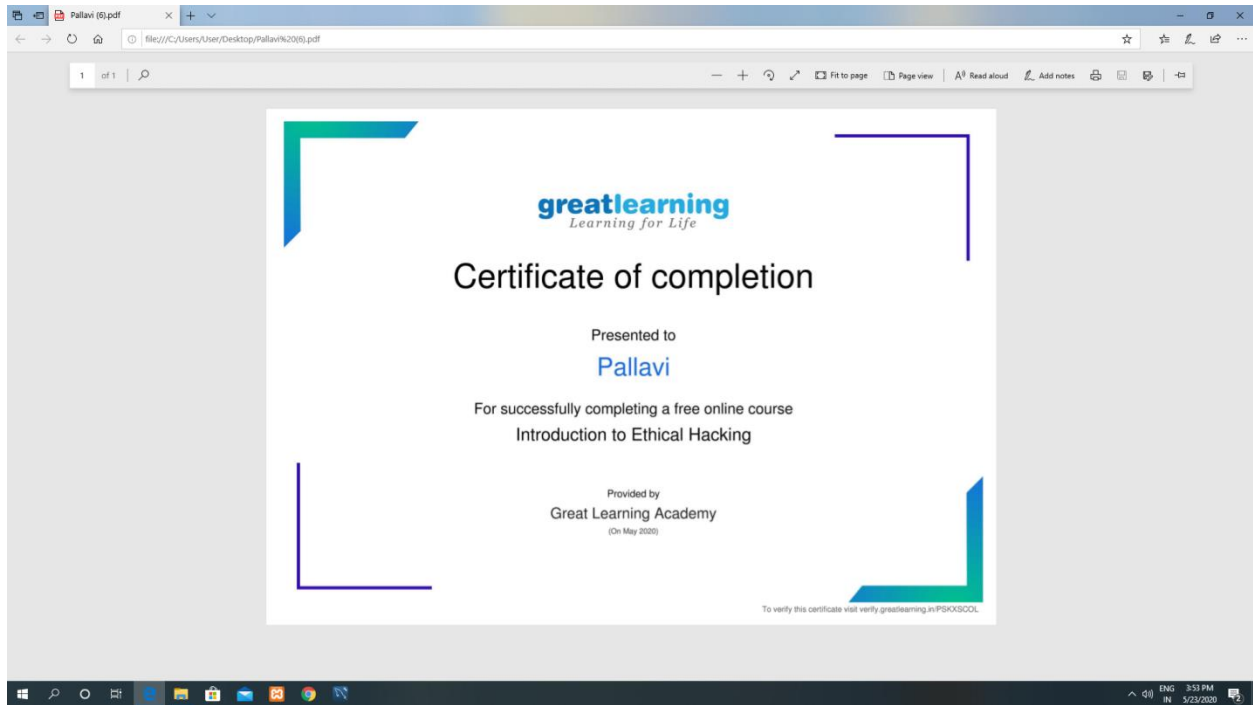 Pallavi (6).pdf
file:///C:/Users/User/Desktop/Pallavi%20(6).pdf
1 of 1 Fit to page Page view Read aloud Add notes
greatlearning
Learning for Life
Certificate of completion
Presented to
Pallavi
For successfully completing a free online course
Introduction to Ethical Hacking
Provided by
Great Learning Academy
(On May 2020)
To verify this certificate visit verify.greatlearning.in/PSKXSCOL
ENG 3:53 PM
IN 5/23/2020